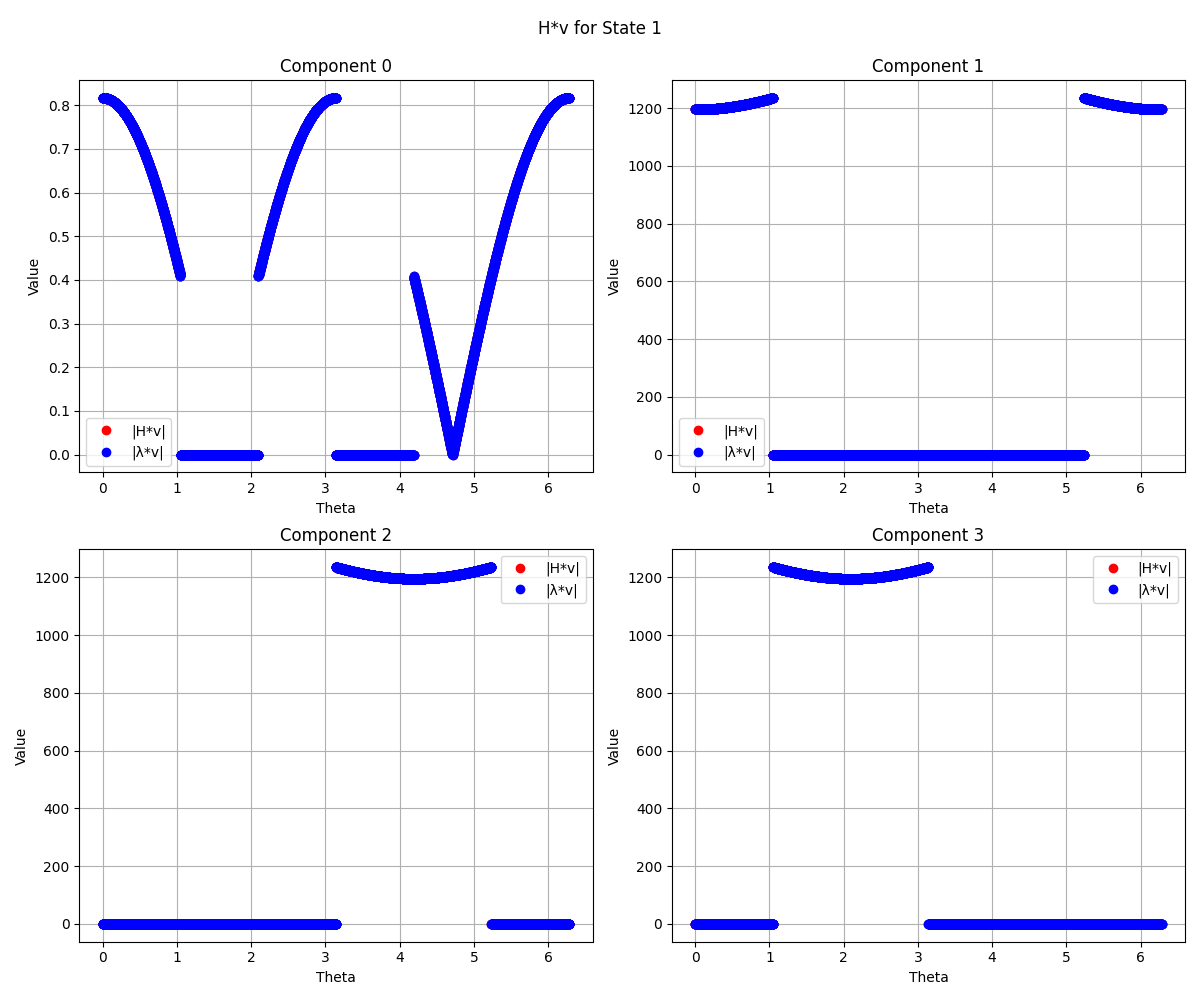 H*v for State 1
Component 0
Value
0.8
0.7
0.6
0.5
0.4
0.3
0.2
0.1
0.0
|H*v|
|λ*v|
0 1 2 3 4 5 6
Theta
Component 1
Value
1200
1000
800
600
400
200
0
|H*v|
|λ*v|
0 1 2 3 4 5 6
Theta
Component 2
Value
1200
1000
800
600
400
200
0
|H*v|
|λ*v|
0 1 2 3 4 5 6
Theta
Component 3
Value
1200
1000
800
600
400
200
0
|H*v|
|λ*v|
0 1 2 3 4 5 6
Theta